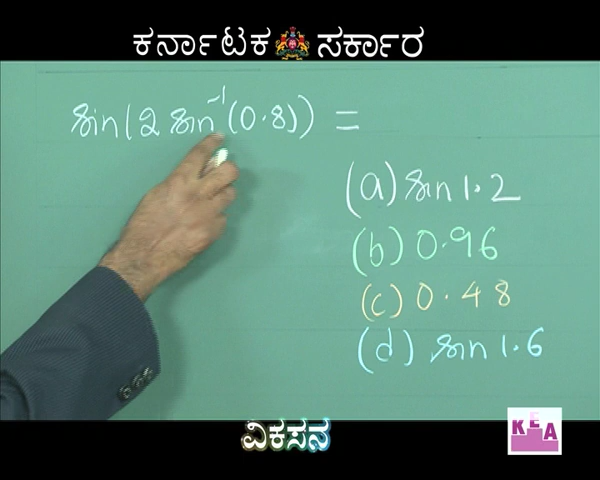 ಕರ್ನಾಟಕ ಸರ್ಕಾರ
sin(2 sin⁻¹(0.8)) =
(a) sin 1.2
(b) 0.96
(c) 0.48
(d) sin 1.6
ವಿಕಸನ
KEA